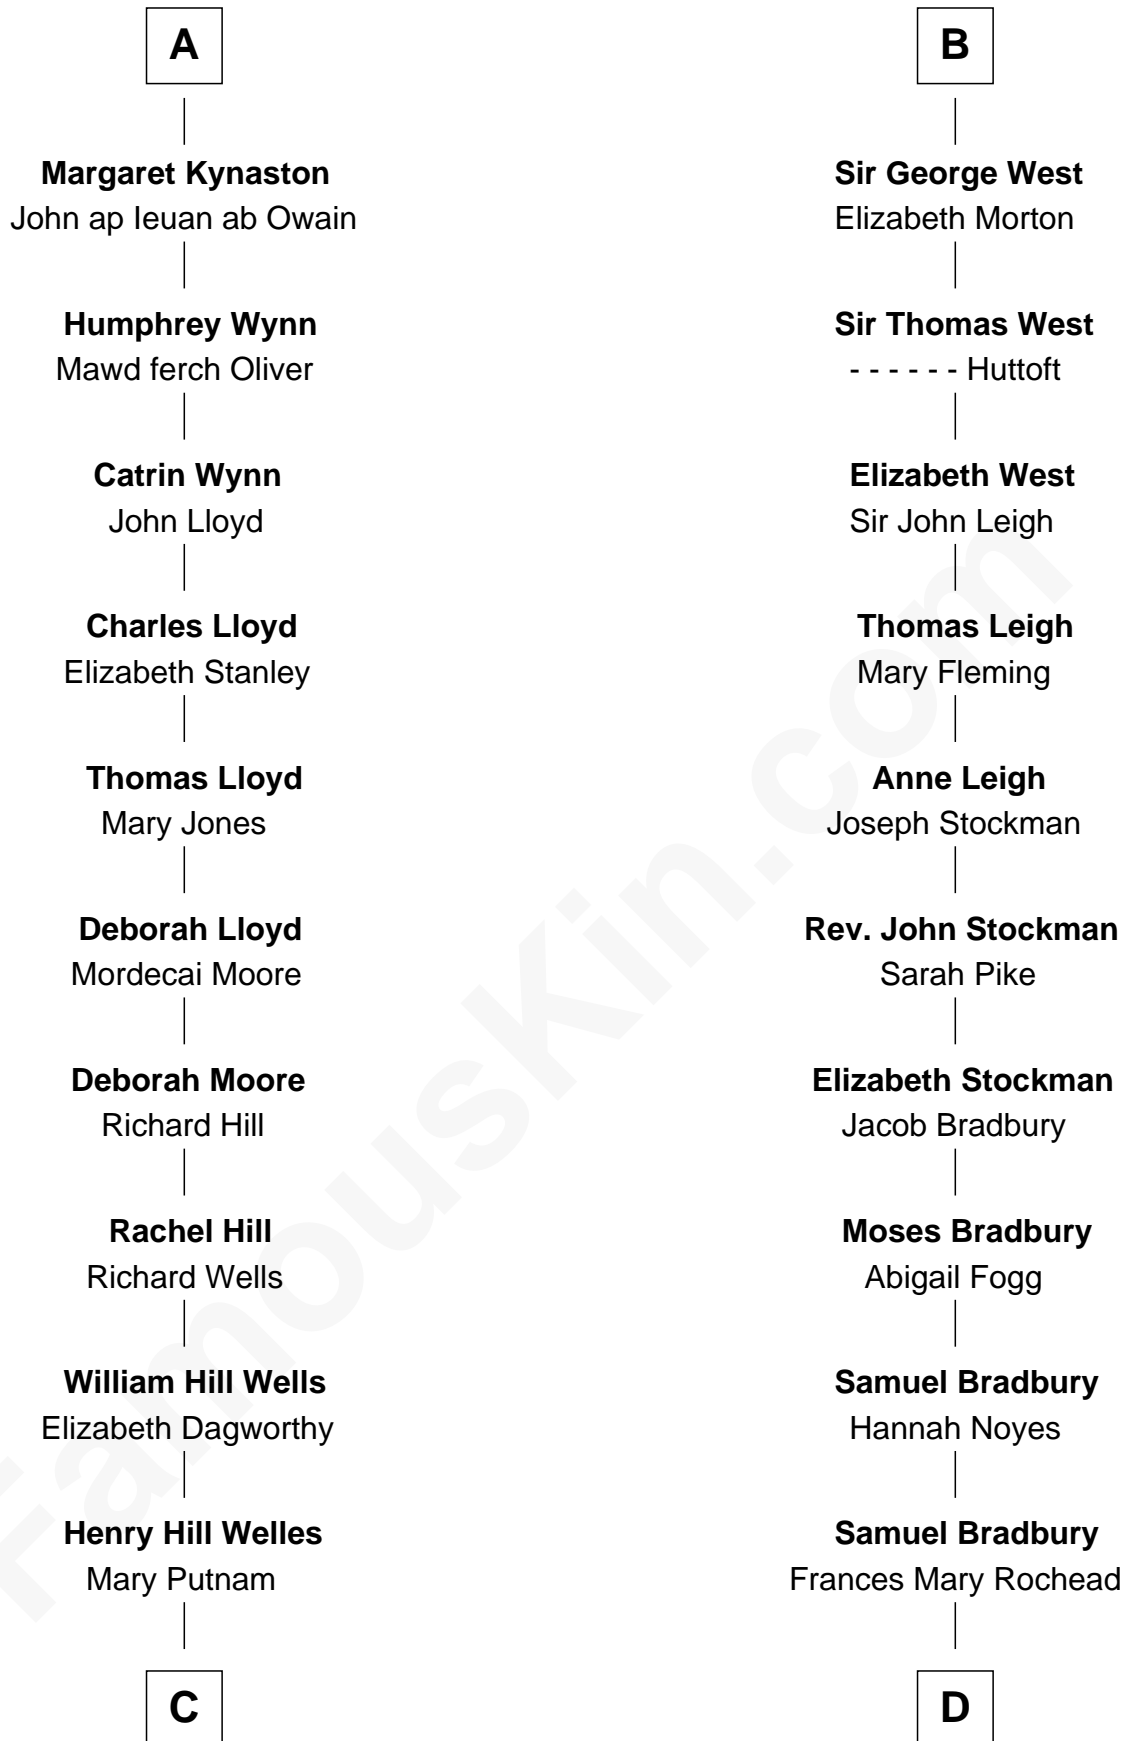 A
Margaret Kynaston
John ap Ieuan ab Owain
Humphrey Wynn
Mawd ferch Oliver
Catrin Wynn
John Lloyd
Charles Lloyd
Elizabeth Stanley
Thomas Lloyd
Mary Jones
Deborah Lloyd
Mordecai Moore
Deborah Moore
Richard Hill
Rachel Hill
Richard Wells
William Hill Wells
Elizabeth Dagworthy
Henry Hill Welles
Mary Putnam
C
B
Sir George West
Elizabeth Morton
Sir Thomas West
- - - - - - Huttoft
Elizabeth West
Sir John Leigh
Thomas Leigh
Mary Fleming
Anne Leigh
Joseph Stockman
Rev. John Stockman
Sarah Pike
Elizabeth Stockman
Jacob Bradbury
Moses Bradbury
Abigail Fogg
Samuel Bradbury
Hannah Noyes
Samuel Bradbury
Frances Mary Rochead
D
FamousKin.com